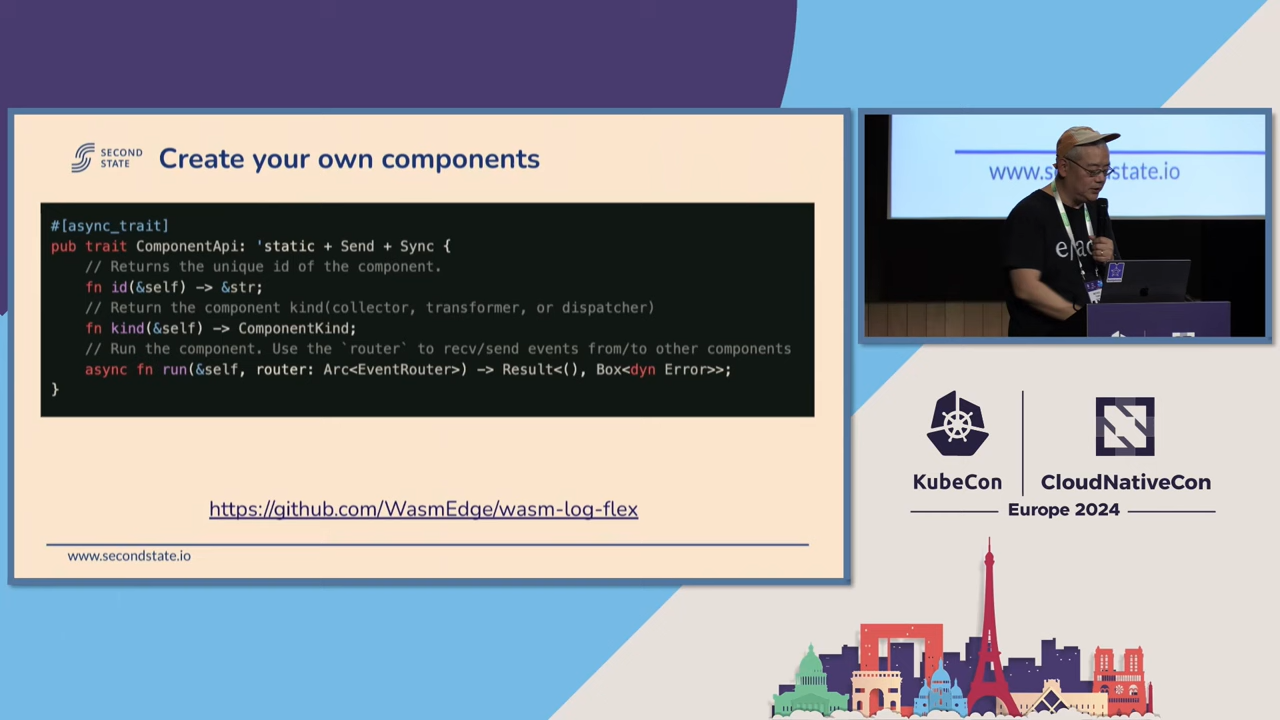 SECOND
STATE
Create your own components
#[async_trait]
pub trait ComponentApi: 'static + Send + Sync {
    // Returns the unique id of the component.
    fn id(&self) -> &str;
    // Return the component kind(collector, transformer, or dispatcher)
    fn kind(&self) -> ComponentKind;
    // Run the component. Use the `router` to recv/send events from/to other components
    async fn run(&self, router: Arc<EventRouter>) -> Result<(), Box<dyn Error>>;
}
https://github.com/WasmEdge/wasm-log-flex
www.secondstate.io
KubeCon
CloudNativeCon
Europe 2024